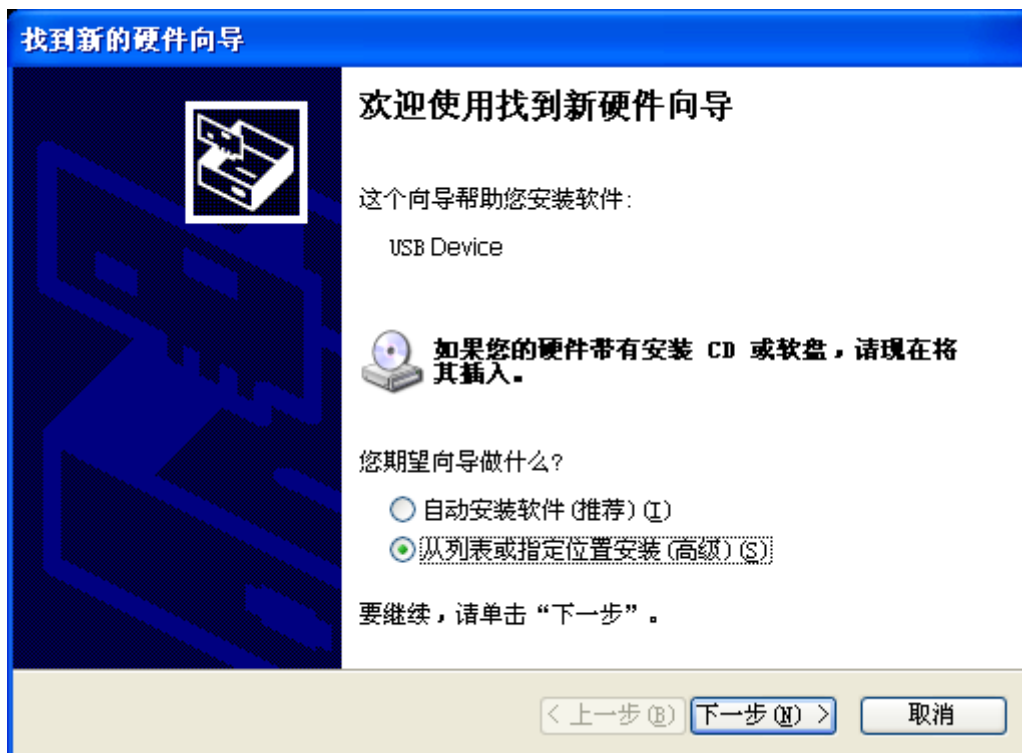 找到新的硬件向导
欢迎使用找到新硬件向导
这个向导帮助您安装软件:
USB Device
如果您的硬件带有安装 CD 或软盘，请现在将
其插入。
您期望向导做什么?
自动安装软件(推荐)(I)
从列表或指定位置安装(高级)(S)
要继续，请单击“下一步”。
< 上一步(B) 下一步(N) > 取消